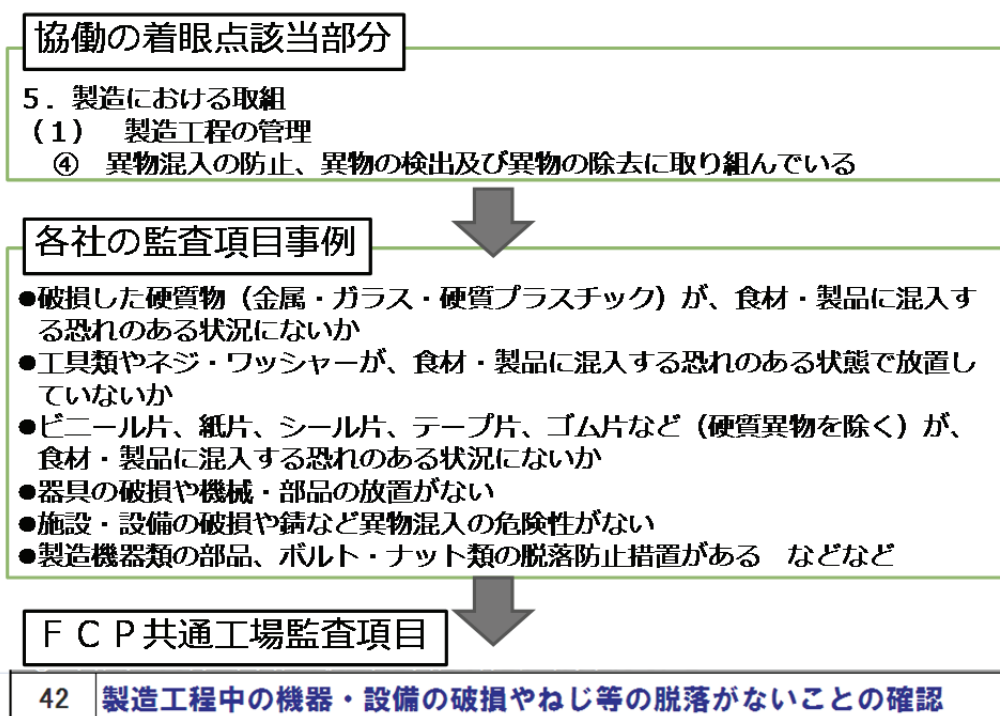 協働の着眼点該当部分
５．製造における取組
（１）　製造工程の管理
④　異物混入の防止、異物の検出及び異物の除去に取り組んでいる
各社の監査項目事例
●破損した硬質物（金属・ガラス・硬質プラスチック）が、食材・製品に混入す
る恐れのある状況にないか
●工具類やネジ・ワッシャーが、食材・製品に混入する恐れのある状態で放置し
ていないか
●ビニール片、紙片、シール片、テープ片、ゴム片など（硬質異物を除く）が、
食材・製品に混入する恐れのある状況にないか
●器具の破損や機械・部品の放置がない
●施設・設備の破損や錆など異物混入の危険性がない
●製造機器類の部品、ボルト・ナット類の脱落防止措置がある　などなど
ＦＣＰ共通工場監査項目
42 製造工程中の機器・設備の破損やねじ等の脱落がないことの確認